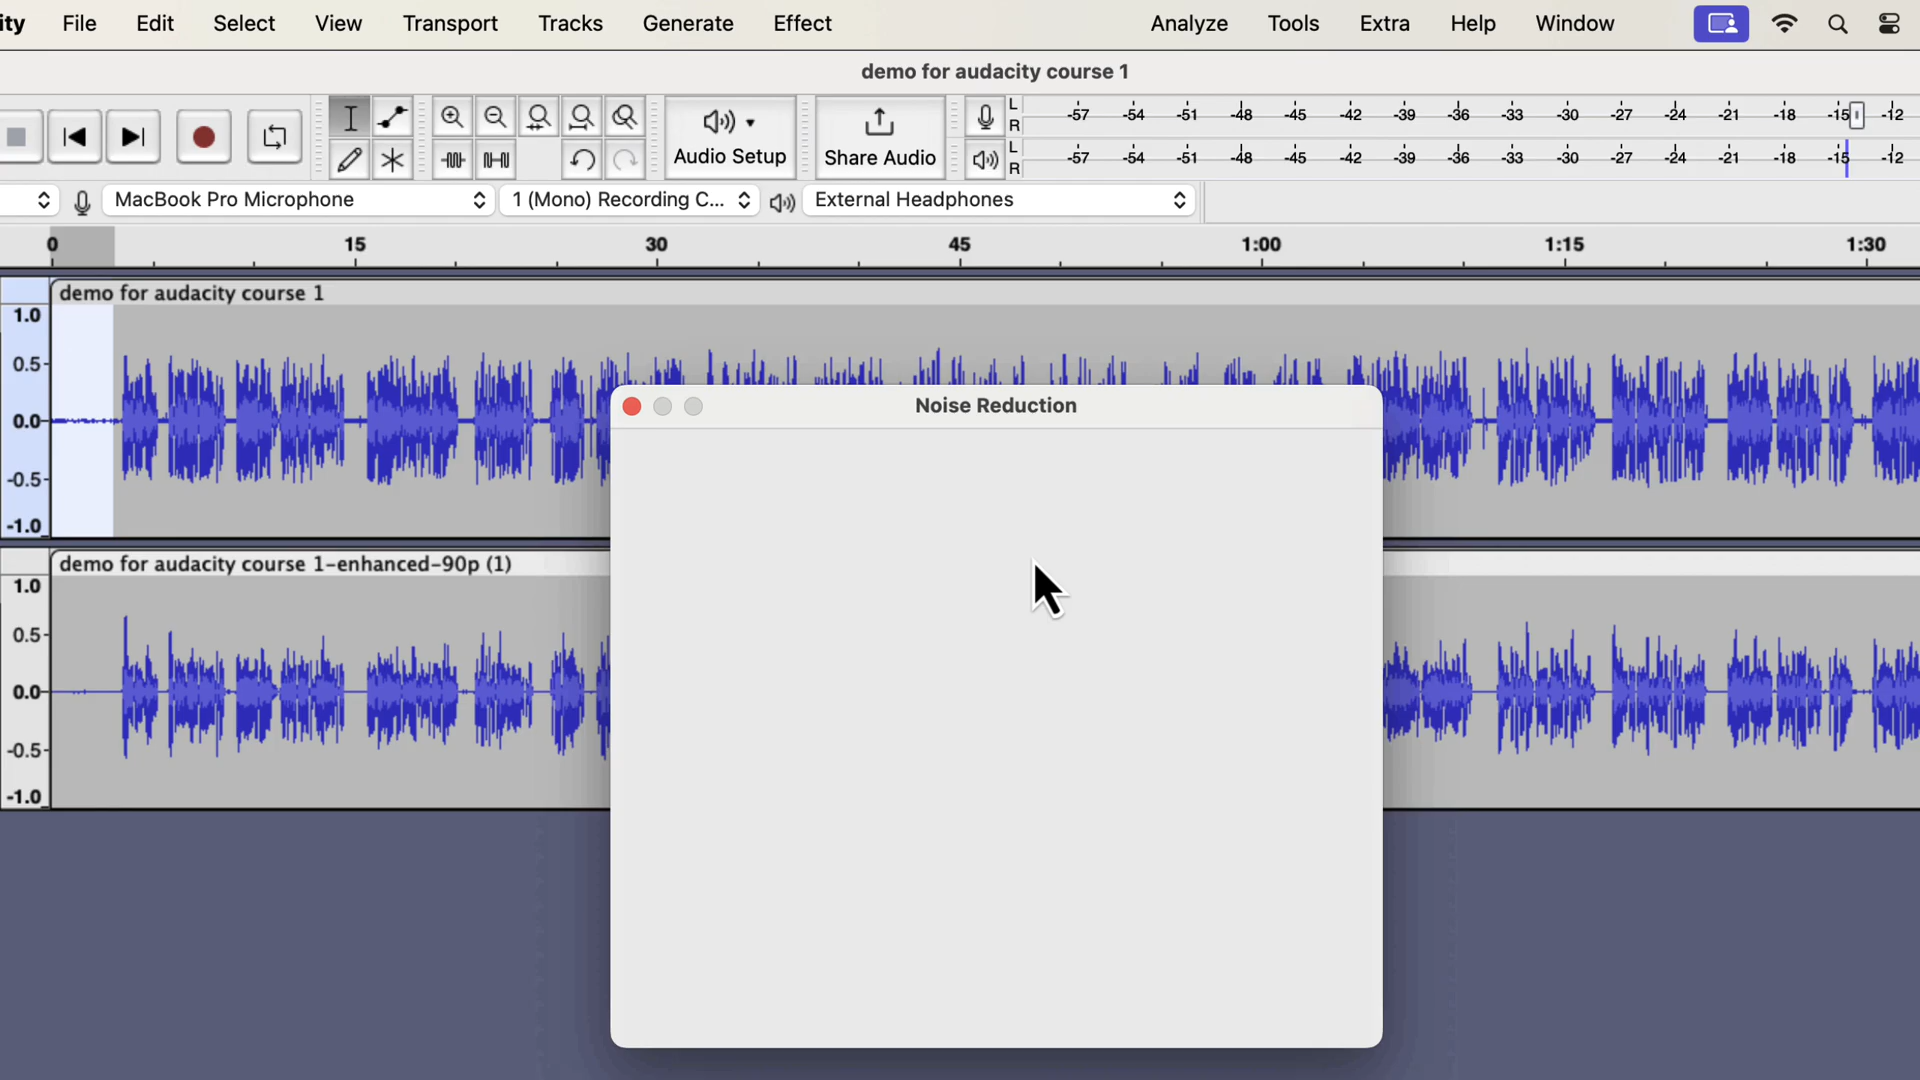 ity File Edit Select View Transport Tracks Generate Effect Analyze Tools Extra Help Window
demo for audacity course 1
L -57 -54 -51 -48 -45 -42 -39 -36 -33 -30 -27 -24 -21 -18 -15 -12
R
Audio Setup Share Audio
L -57 -54 -51 -48 -45 -42 -39 -36 -33 -30 -27 -24 -21 -18 -15 -12
R
MacBook Pro Microphone 1 (Mono) Recording C... External Headphones
0 15 30 45 1:00 1:15 1:30
demo for audacity course 1
1.0
0.5
0.0
-0.5
-1.0
Noise Reduction
demo for audacity course 1-enhanced-90p (1)
1.0
0.5
0.0
-0.5
-1.0